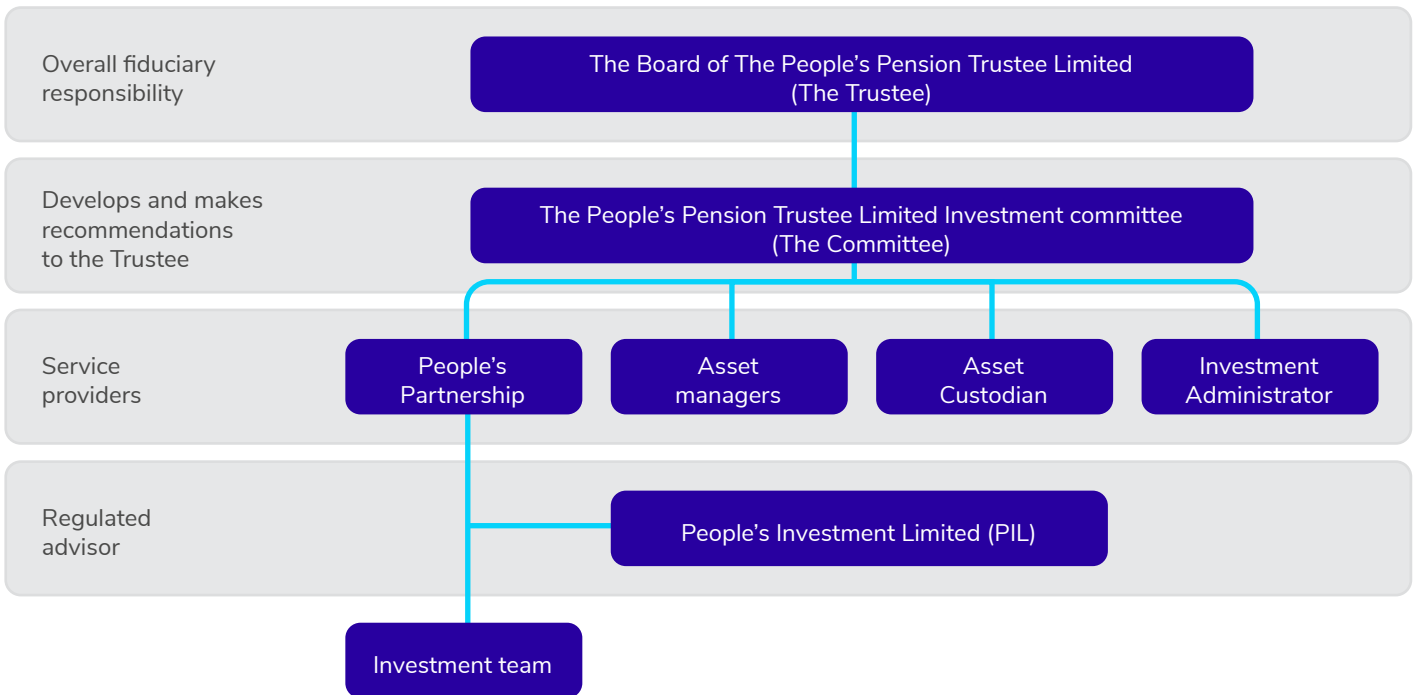 Overall fiduciary
responsibility
The Board of The People’s Pension Trustee Limited
(The Trustee)
Develops and makes
recommendations
to the Trustee
The People’s Pension Trustee Limited Investment committee
(The Committee)
Service
providers
People’s
Partnership
Asset
managers
Asset
Custodian
Investment
Administrator
Regulated
advisor
People’s Investment Limited (PIL)
Investment team